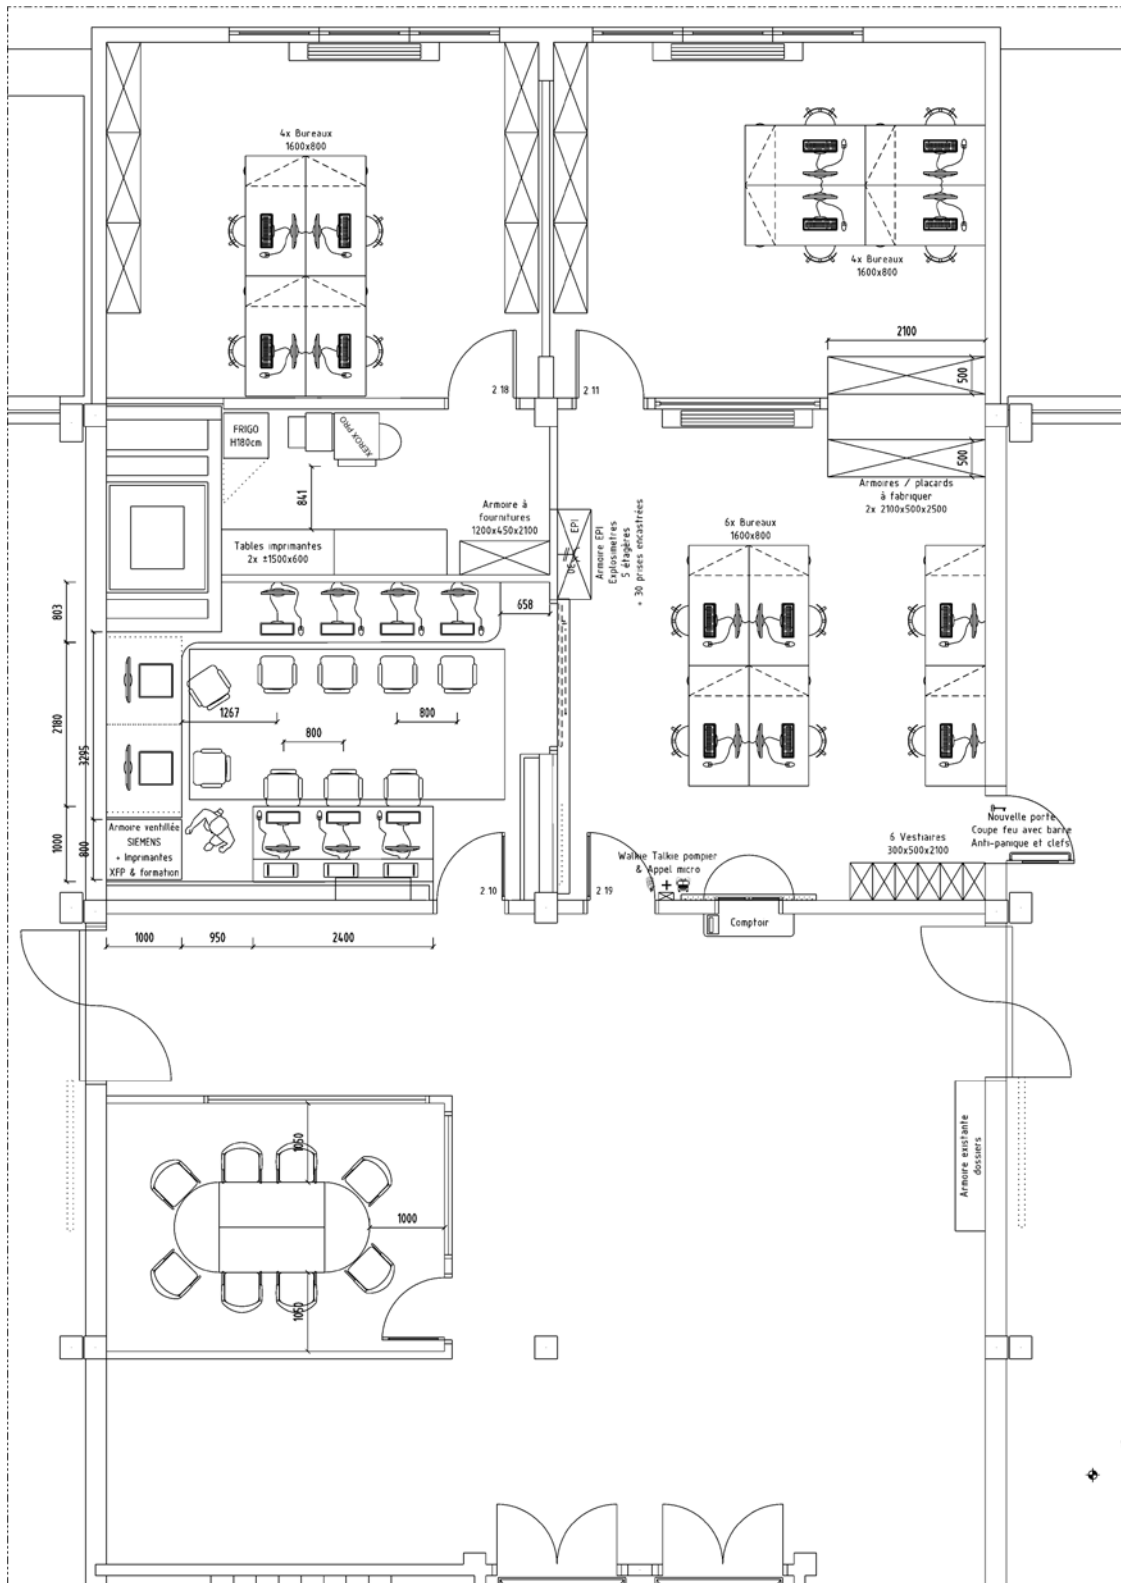 4x Bureaux
1600x800
4x Bureaux
1600x800
2100
500
2 18
2 11
FRIGO
H180cm
XEROX PRO
841
500
Armoires / placards
à fabriquer
2x 2100x500x2500
Armoire à
fournitures
1200x450x2100
EPI
Armoire EPI
Explosimetres
5 étagères
+ 30 prises encastrées
6x Bureaux
1600x800
Tables imprimantes
2x ±1500x600
803
658
2180
3295
1267
800
800
1000
800
Armoire ventillée
SIEMENS
+ Imprimantes
XFP & formation
Nouvelle porte
Coupe feu avec barre
Anti-panique et clefs
6 Vestiaires
300x500x2100
Walkie Talkie pompier
& Appel micro
2 10
2 19
Comptoir
1000
950
2400
1050
1000
1050
Armoire existante
dossiers